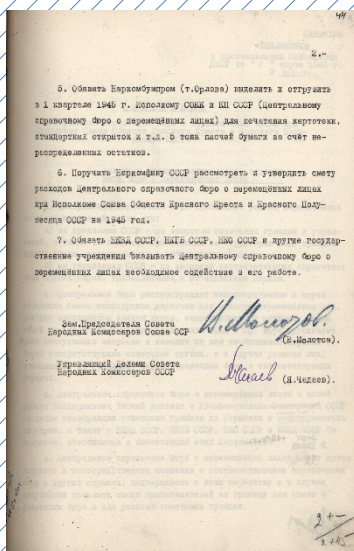 44
2.-
5. Обязать Наркомбумпром (т.Орлова) выделить и отгрузить
в 1 квартале 1945 г. Исполкому СОКК и КП СССР (Центральному
справочному бюро о перемещённых лицах) для печатания картотеки,
стандартных открыток и т.д. 5 тонн писчей бумаги за счёт не-
распределенных остатков.
6. Поручить Наркомфину СССР рассмотреть и утвердить смету
расходов Центрального справочного бюро о перемещённых лицах
при Исполкоме Союза Обществ Красного Креста и Красного Полу-
месяца СССР на 1945 год.
7. Обязать НКВД СССР, НКГБ СССР, НКО СССР и другие государ-
ственные учреждения оказывать Центральному справочному бюро о
перемещённых лицах необходимое содействие в его работе.
Зам.Председателя Совета
Народных Комиссаров Союза ССР
В. Молотов.
(В.Молотов).
Управляющий Делами Совета
Народных Комиссаров СССР
Чадаев
(Я.Чадаев).